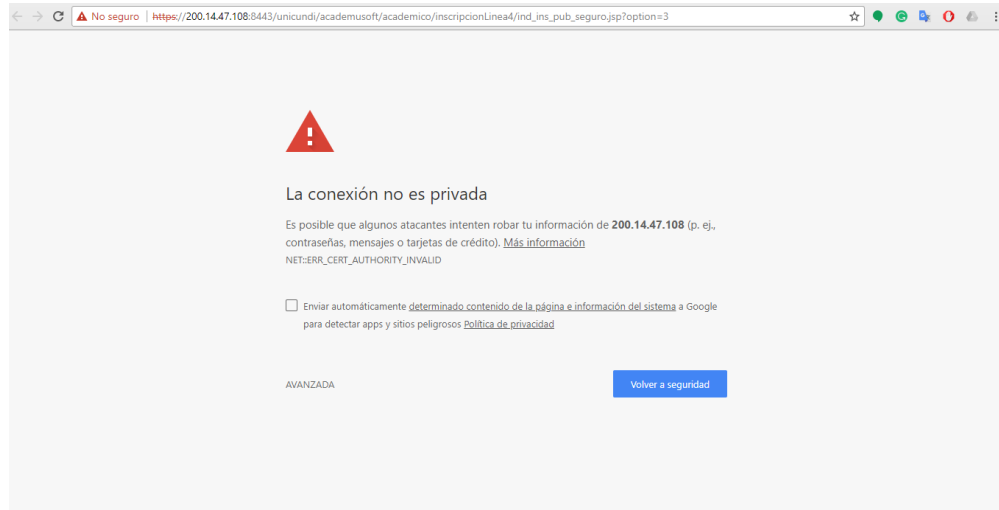 No seguro | https://200.14.47.108:8443/unicundi/academusoft/academico/inscripcionLinea4/ind_ins_pub_seguro.jsp?option=3
La conexión no es privada
Es posible que algunos atacantes intenten robar tu información de 200.14.47.108 (p. ej.,
contraseñas, mensajes o tarjetas de crédito). Más información
NET::ERR_CERT_AUTHORITY_INVALID
Enviar automáticamente determinado contenido de la página e información del sistema a Google
para detectar apps y sitios peligrosos Política de privacidad
AVANZADA
Volver a seguridad